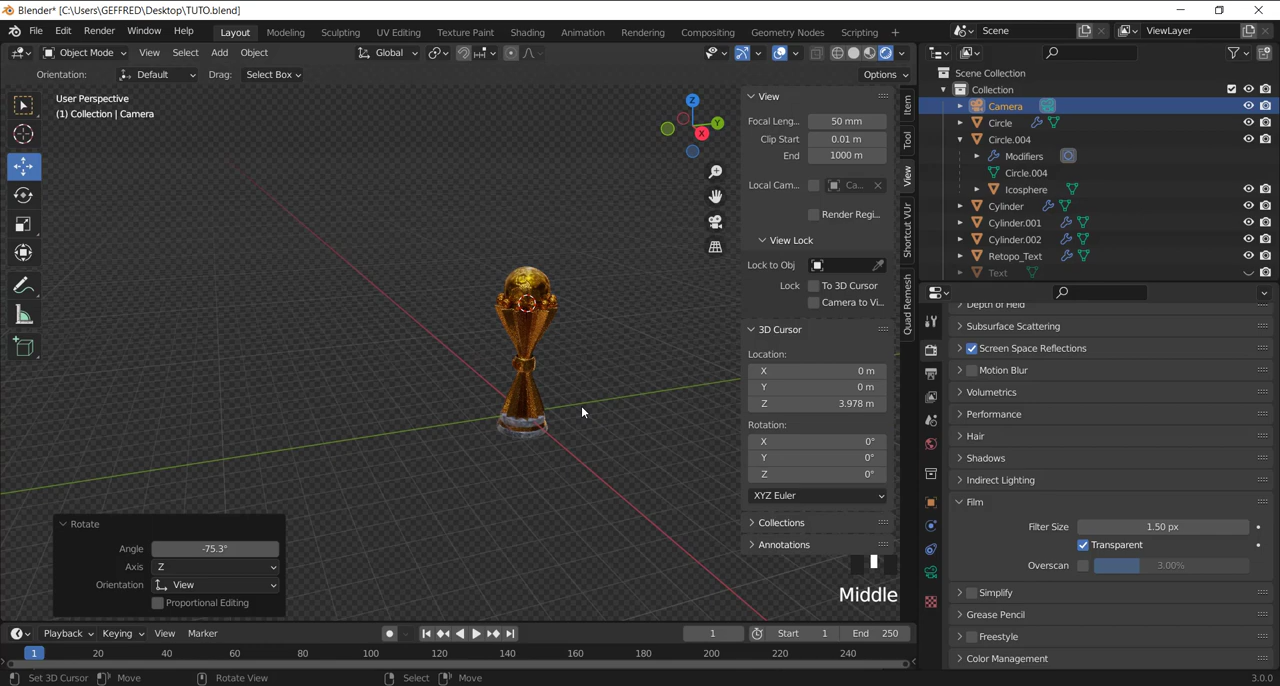 Blender* [C:\Users\GEFFRED\Desktop\TUTO.blend]
File Edit Render Window Help Layout Modeling Sculpting UV Editing Texture Paint Shading Animation Rendering Compositing Geometry Nodes Scripting + Scene ViewLayer
Object Mode View Select Add Object Global
Orientation: Default Drag: Select Box Options
User Perspective
(1) Collection | Camera
Z
Y
X
View
Focal Leng... 50 mm
Clip Start 0.01 m
End 1000 m
Local Cam... Ca...
Render Regi...
View Lock
Lock to Obj
Lock To 3D Cursor
Camera to Vi...
3D Cursor
Location:
X 0 m
Y 0 m
Z 3.978 m
Rotation:
X 0°
Y 0°
Z 0°
XYZ Euler
Collections
Annotations
Item
Tool
View
Shortcut VUr
Quad Remesh
Middle
Rotate
Angle -75.3°
Axis Z
Orientation View
Proportional Editing
Scene Collection
Collection
Camera
Circle
Circle.004
Modifiers
Circle.004
Icosphere
Cylinder
Cylinder.001
Cylinder.002
Retopo_Text
Text
Depth of Field
Subsurface Scattering
Screen Space Reflections
Motion Blur
Volumetrics
Performance
Hair
Shadows
Indirect Lighting
Film
Filter Size 1.50 px
Transparent
Overscan 3.00%
Simplify
Grease Pencil
Freestyle
Color Management
Playback Keying View Marker 1 Start 1 End 250
1 20 40 60 80 100 120 140 160 180 200 220 240
Set 3D Cursor Move Rotate View Select Move 3.0.0